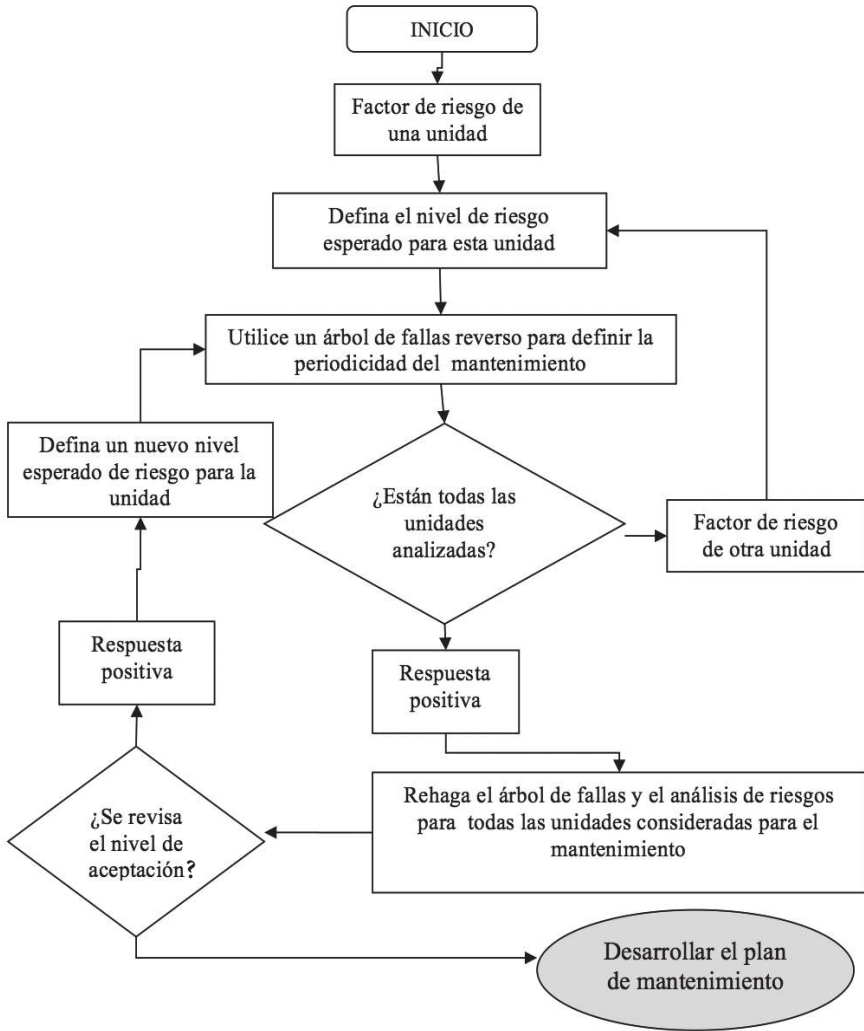 INICIO
Factor de riesgo de
una unidad
Defina el nivel de riesgo
esperado para esta unidad
Utilice un árbol de fallas reverso para definir la
periodicidad del mantenimiento
Defina un nuevo nivel
esperado de riesgo para la
unidad
¿Están todas las
unidades
analizadas?
Factor de riesgo
de otra unidad
Respuesta
positiva
Respuesta
positiva
¿Se revisa
el nivel de
aceptación?
Rehaga el árbol de fallas y el análisis de riesgos
para todas las unidades consideradas para el
mantenimiento
Desarrollar el plan
de mantenimiento